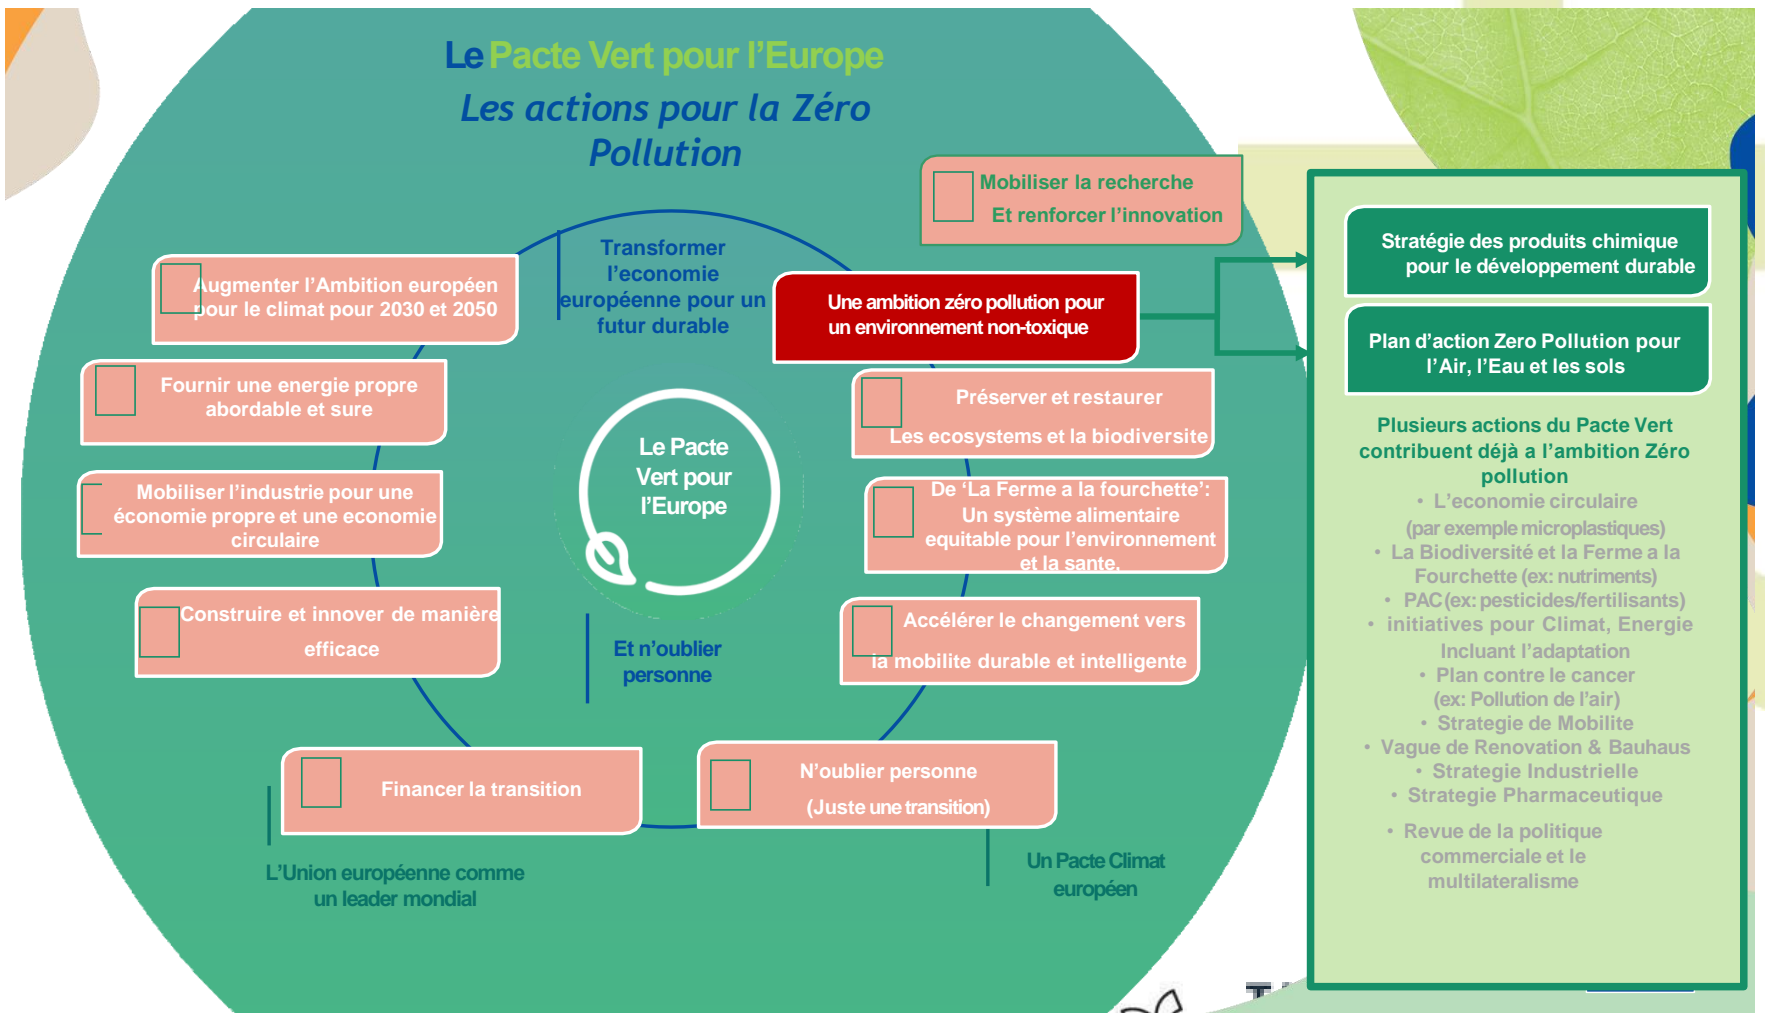 Le Pacte Vert pour l’Europe
Les actions pour la Zéro
Pollution
Mobiliser la recherche
Et renforcer l’innovation
Transformer
l’economie
européenne pour un
futur durable
Augmenter l’Ambition européen
pour le climat pour 2030 et 2050
Une ambition zéro pollution pour
un environnement non-toxique
Fournir une energie propre
abordable et sure
Préserver et restaurer
Les ecosystems et la biodiversite
Le Pacte
Vert pour
l’Europe
Mobiliser l’industrie pour une
économie propre et une economie
circulaire
De ‘La Ferme a la fourchette’:
Un système alimentaire
equitable pour l’environnement
et la sante.
Construire et innover de manière
efficace
Accélérer le changement vers
la mobilite durable et intelligente
Et n’oublier
personne
Financer la transition
N’oublier personne
(Juste une transition)
L’Union européenne comme
un leader mondial
Un Pacte Climat
européen
Stratégie des produits chimique
pour le développement durable
Plan d’action Zero Pollution pour
l’Air, l’Eau et les sols
Plusieurs actions du Pacte Vert
contribuent déjà a l’ambition Zéro
pollution
• L’economie circulaire
(par exemple microplastiques)
• La Biodiversité et la Ferme a la
Fourchette (ex: nutriments)
• PAC (ex: pesticides/fertilisants)
• initiatives pour Climat, Energie
Incluant l’adaptation
• Plan contre le cancer
(ex: Pollution de l’air)
• Strategie de Mobilite
• Vague de Renovation & Bauhaus
• Strategie Industrielle
• Strategie Pharmaceutique
• Revue de la politique
commerciale et le
multilateralisme